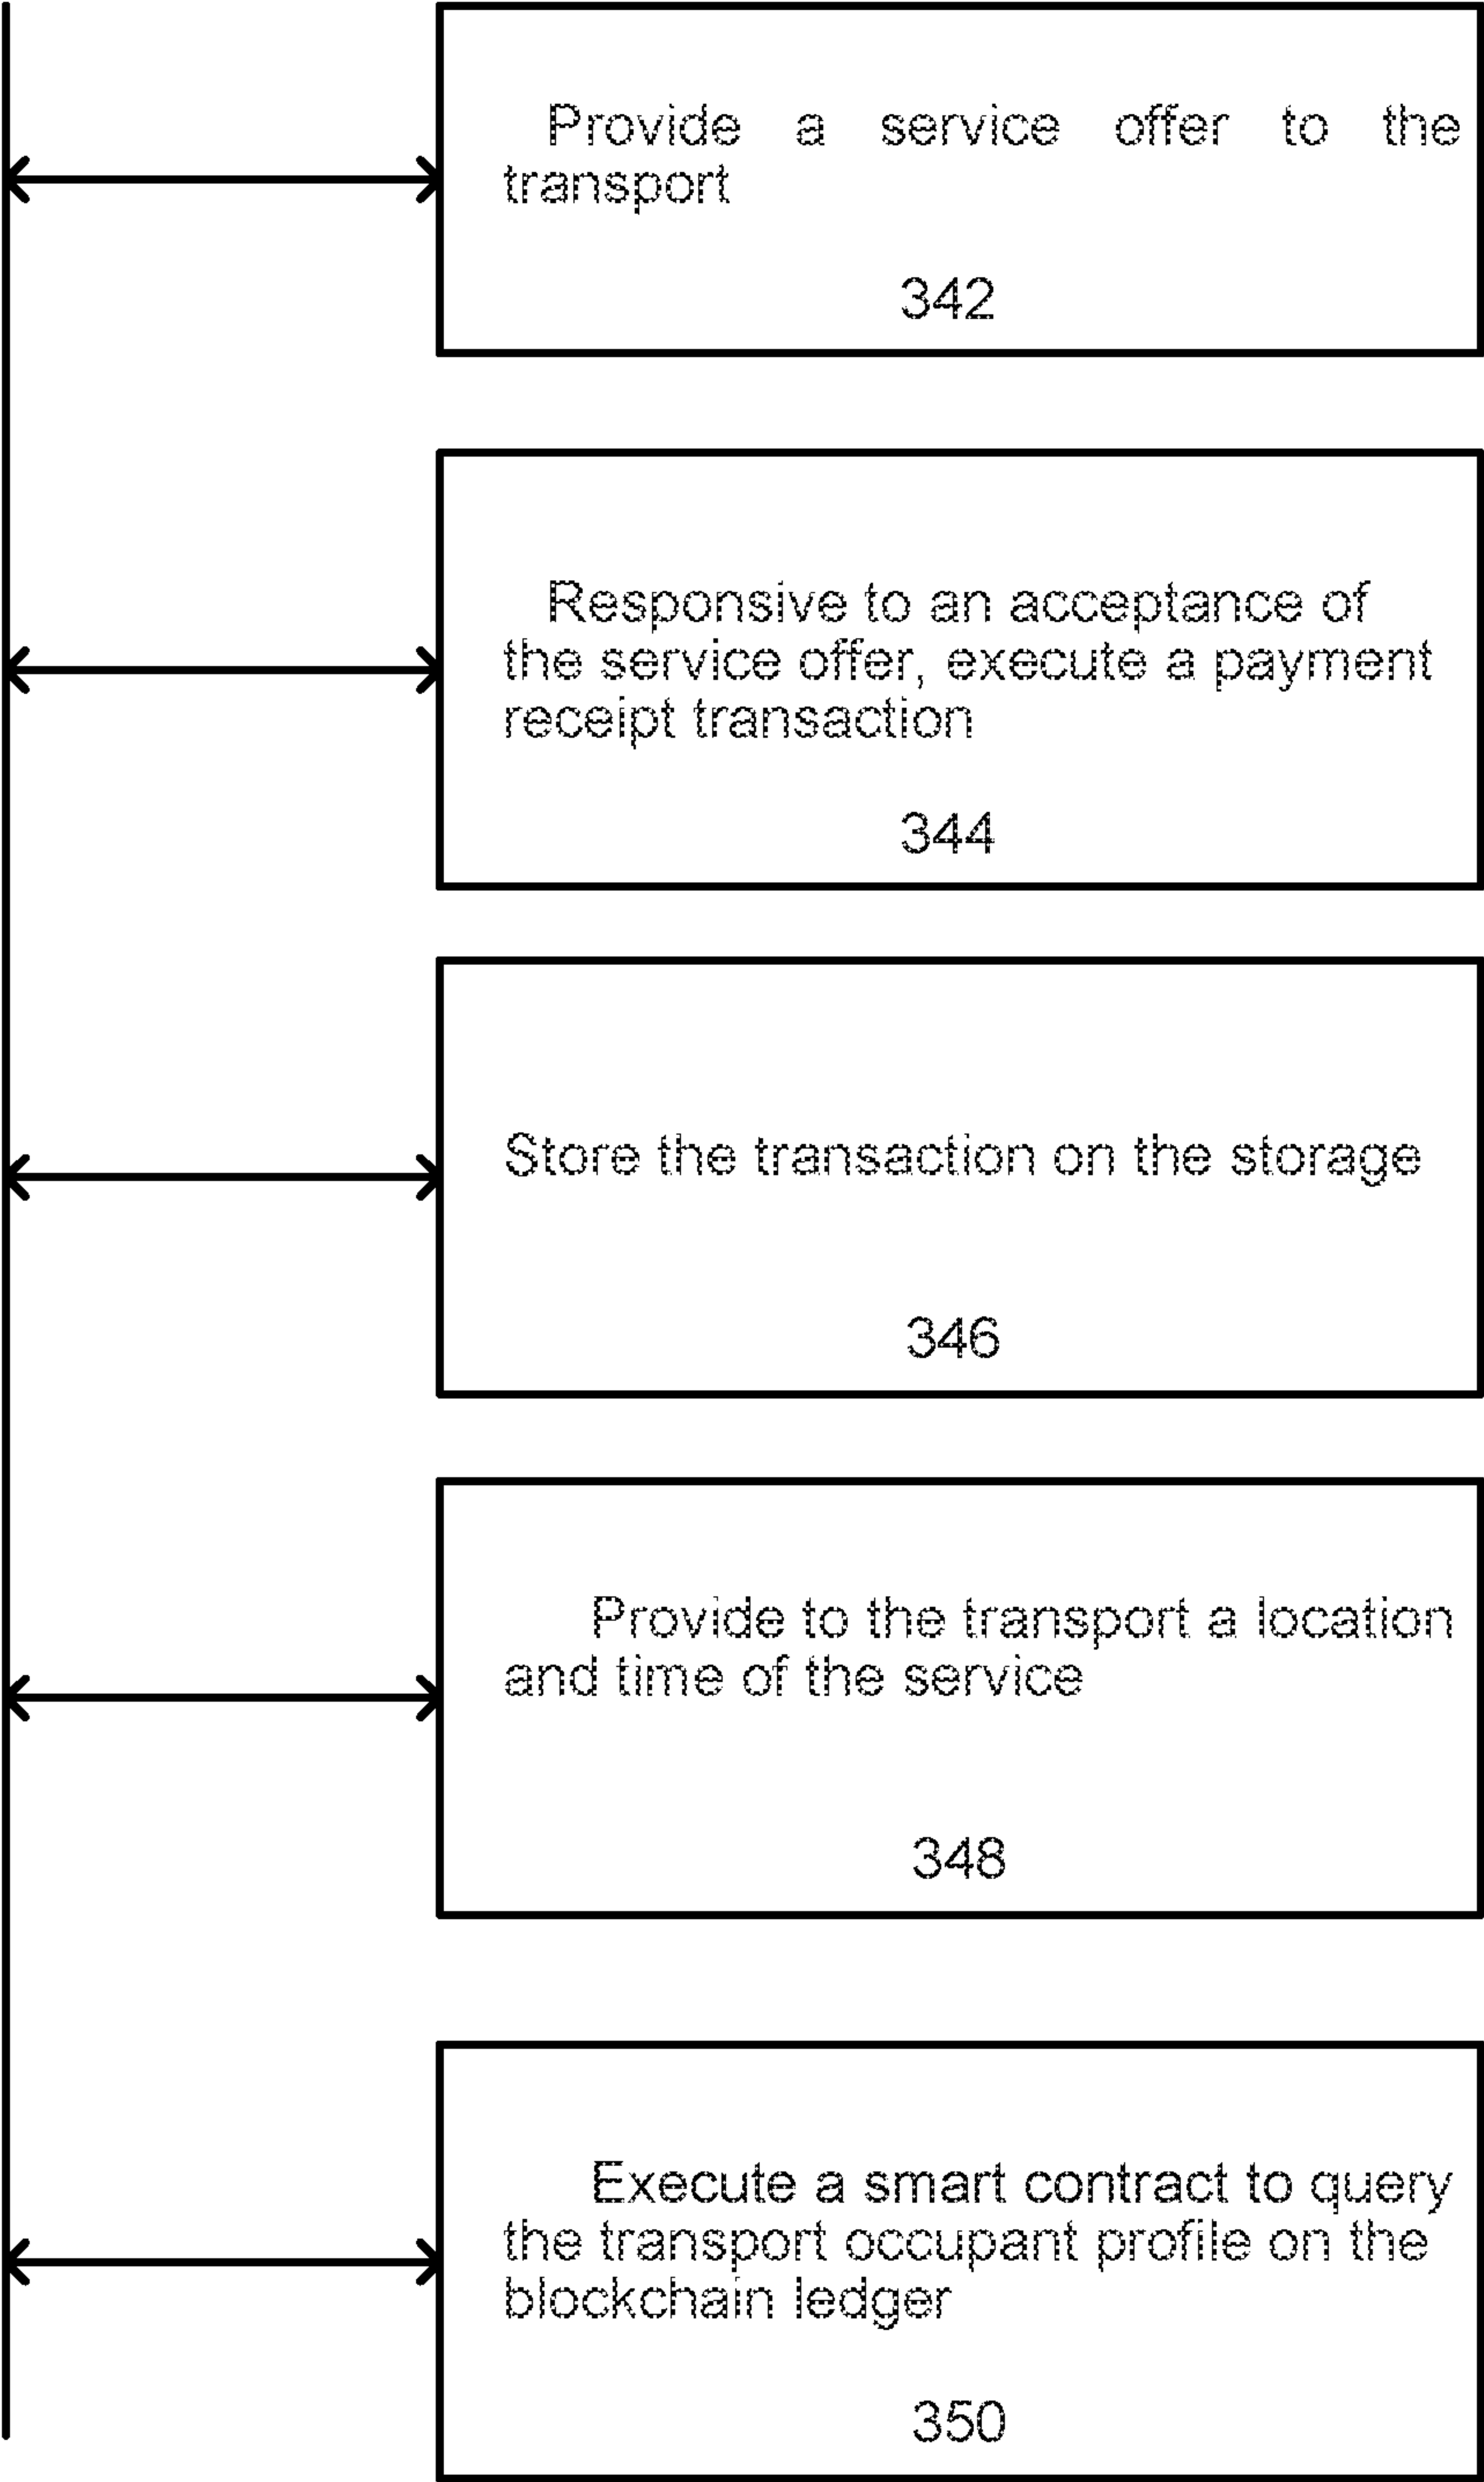 Provide a service offer to the
transport
342
Responsive to an acceptance of
the service offer, execute a payment
receipt transaction
344
Store the transaction on the storage
346
Provide to the transport a location
and time of the service
348
Execute a smart contract to query
the transport occupant profile on the
blockchain ledger
350